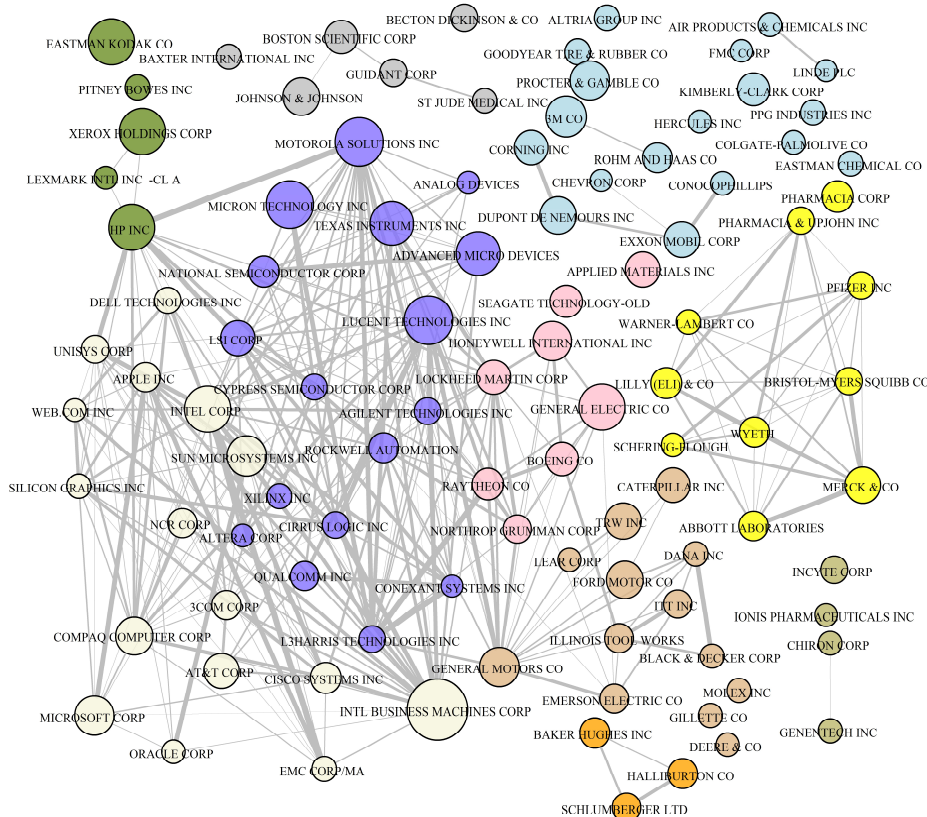 BECTON DICKINSON & CO
ALTRIA GROUP INC
AIR PRODUCTS & CHEMICALS INC
EASTMAN KODAK CO
BOSTON SCIENTIFIC CORP
BAXTER INTERNATIONAL INC
GOODYEAR TIRE & RUBBER CO
FMC CORP
LINDE PLC
GUIDANT CORP
PROCTER & GAMBLE CO
PITNEY BOWES INC
JOHNSON & JOHNSON
ST JUDE MEDICAL INC
KIMBERLY-CLARK CORP
PPG INDUSTRIES INC
3M CO
HERCULES INC
XEROX HOLDINGS CORP
MOTOROLA SOLUTIONS INC
CORNING INC
COLGATE-PALMOLIVE CO
ROHM AND HAAS CO
EASTMAN CHEMICAL CO
LEXMARK INTL INC -CL A
ANALOG DEVICES
CHEVRON CORP
CONOCOPHILLIPS
PHARMACIA CORP
MICRON TECHNOLOGY INC
TEXAS INSTRUMENTS INC
DUPONT DE NEMOURS INC
PHARMACIA & UPJOHN INC
HP INC
EXXON MOBIL CORP
ADVANCED MICRO DEVICES
NATIONAL SEMICONDUCTOR CORP
APPLIED MATERIALS INC
PFIZER INC
DELL TECHNOLOGIES INC
SEAGATE TECHNOLOGY-OLD
LUCENT TECHNOLOGIES INC
WARNER-LAMBERT CO
LSI CORP
HONEYWELL INTERNATIONAL INC
UNISYS CORP
APPLE INC
CYPRESS SEMICONDUCTOR CORP
LOCKHEED MARTIN CORP
LILLY (ELI) & CO
BRISTOL-MYERS SQUIBB CO
WEB.COM INC
INTEL CORP
AGILENT TECHNOLOGIES INC
GENERAL ELECTRIC CO
WYETH
SUN MICROSYSTEMS INC
ROCKWELL AUTOMATION
BOEING CO
SCHERING-PLOUGH
SILICON GRAPHICS INC
XILINX INC
RAYTHEON CO
CATERPILLAR INC
MERCK & CO
NCR CORP
ALTERA CORP
CIRRUS LOGIC INC
NORTHROP GRUMMAN CORP
TRW INC
ABBOTT LABORATORIES
LEAR CORP
DANA INC
QUALCOMM INC
CONEXANT SYSTEMS INC
FORD MOTOR CO
INCYTE CORP
3COM CORP
ITT INC
IONIS PHARMACEUTICALS INC
COMPAQ COMPUTER CORP
L3HARRIS TECHNOLOGIES INC
ILLINOIS TOOL WORKS
CHIRON CORP
BLACK & DECKER CORP
AT&T CORP
CISCO SYSTEMS INC
GENERAL MOTORS CO
MOLEX INC
EMERSON ELECTRIC CO
INTL BUSINESS MACHINES CORP
MICROSOFT CORP
GILLETTE CO
BAKER HUGHES INC
GENENTECH INC
DEERE & CO
ORACLE CORP
EMC CORP/MA
HALLIBURTON CO
SCHLUMBERGER LTD